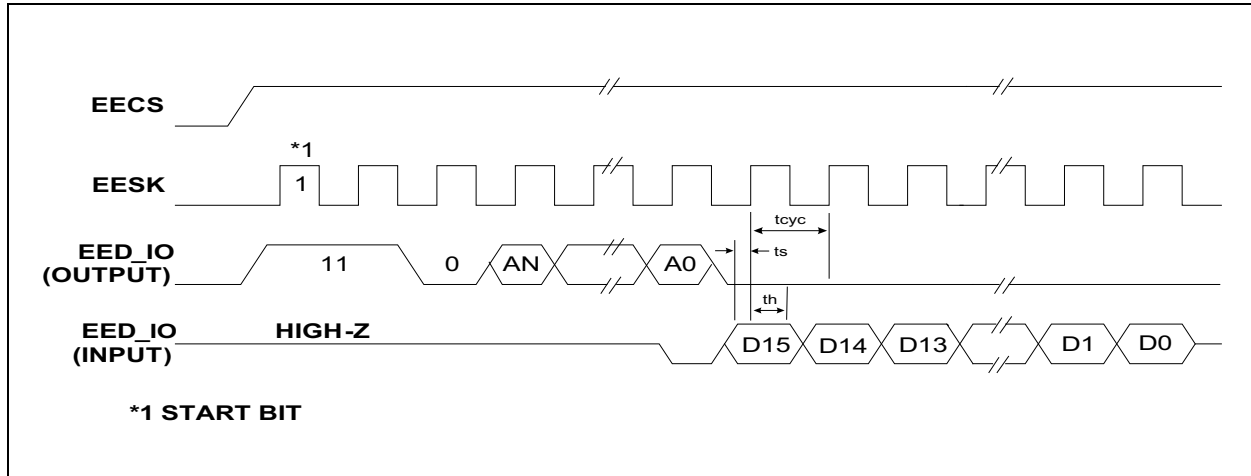 EECS
*1
EESK
1
tcyc
ts
EED_IO
(OUTPUT)
11
0
AN
A0
th
EED_IO
(INPUT)
HIGH-Z
D15
D14
D13
D1
D0
*1 START BIT